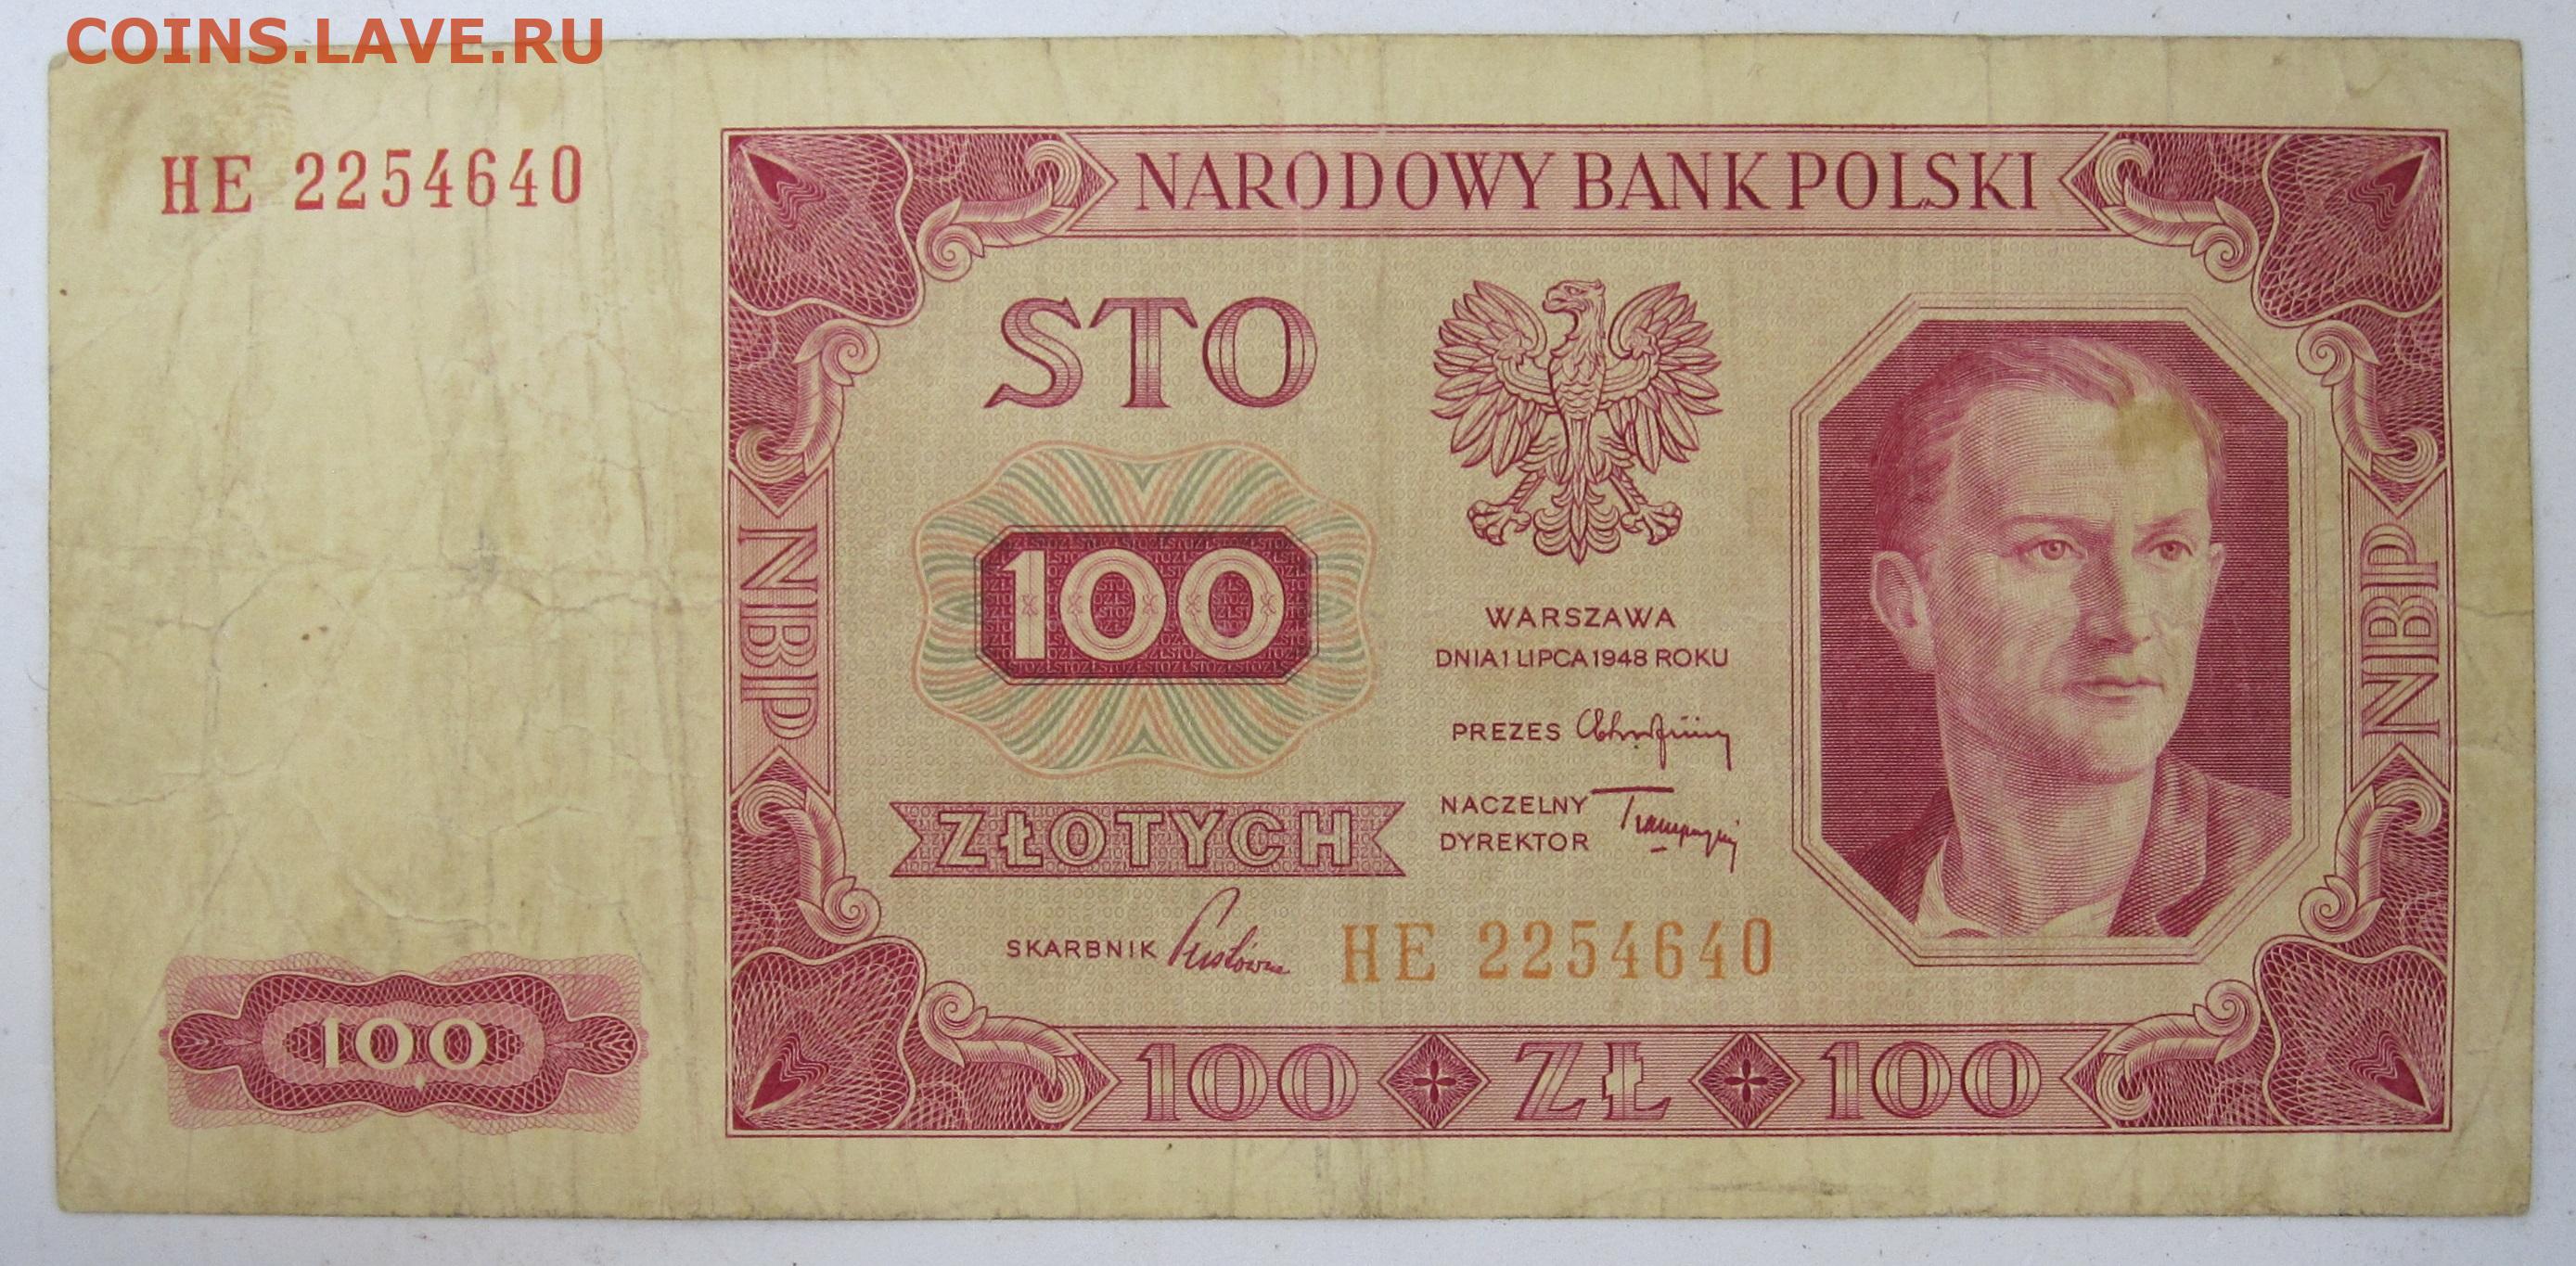 COINS.LAVE.RU
HE 2254640
NARODOWY BANK POLSKI
STO
100
ZŁOTYCH
NBP
NBP
WARSZAWA
DNIA 1 LIPCA 1948 ROKU
PREZES
NACZELNY
DYREKTOR
SKARBNIK
HE 2254640
100
100 ZŁ 100